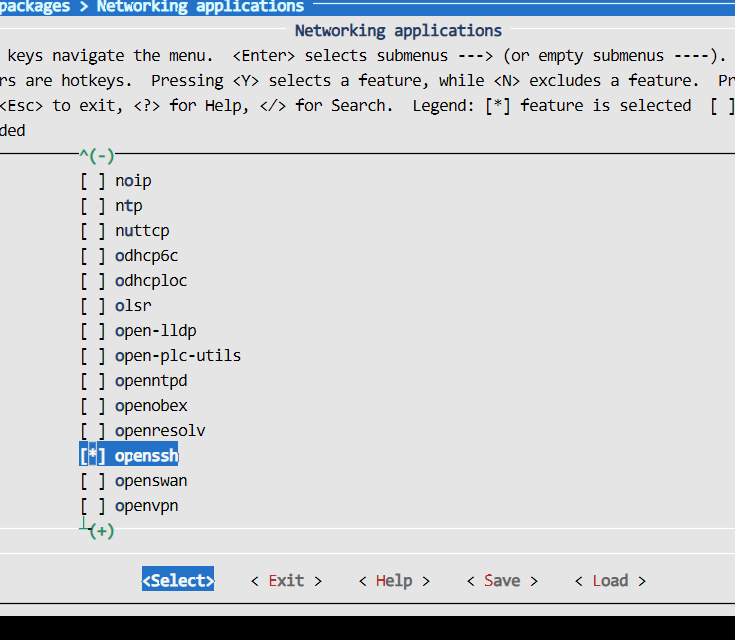 packages > Networking applications
Networking applications
keys navigate the menu. <Enter> selects submenus ---> (or empty submenus ----).
rs are hotkeys. Pressing <Y> selects a feature, while <N> excludes a feature. Pr
<Esc> to exit, <?> for Help, </> for Search. Legend: [*] feature is selected [ ]
ded
^(-)
[ ] noip
[ ] ntp
[ ] nuttcp
[ ] odhcp6c
[ ] odhcploc
[ ] olsr
[ ] open-lldp
[ ] open-plc-utils
[ ] openntpd
[ ] openobex
[ ] openresolv
[*] openssh
[ ] openswan
[ ] openvpn
(+)
<Select> < Exit > < Help > < Save > < Load >